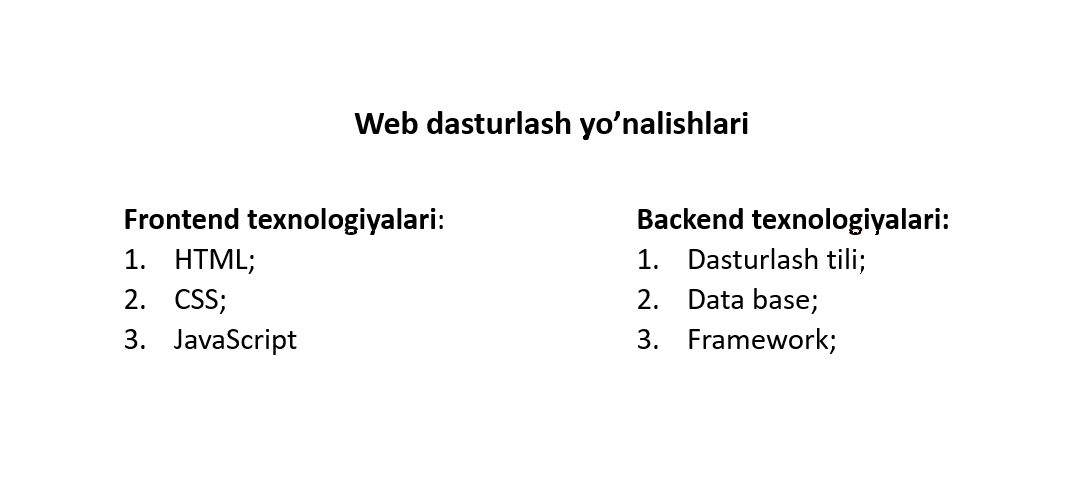 Web dasturlash yo’nalishlari
Frontend texnologiyalari:
1. HTML;
2. CSS;
3. JavaScript
Backend texnologiyalari:
1. Dasturlash tili;
2. Data base;
3. Framework;